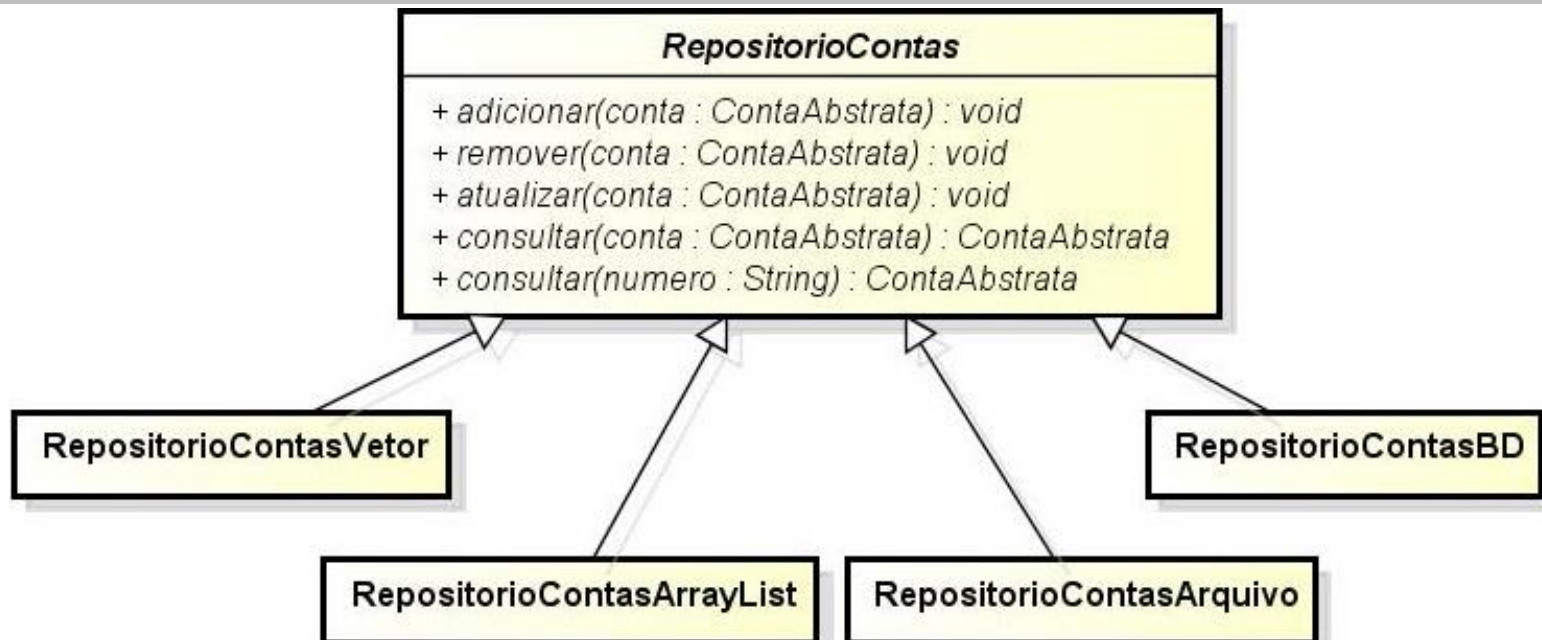 RepositorioContas
+ adicionar(conta : ContaAbstrata) : void
+ remover(conta : ContaAbstrata) : void
+ atualizar(conta : ContaAbstrata) : void
+ consultar(conta : ContaAbstrata) : ContaAbstrata
+ consultar(numero : String) : ContaAbstrata
RepositorioContasVetor
RepositorioContasBD
RepositorioContasArrayList
RepositorioContasArquivo